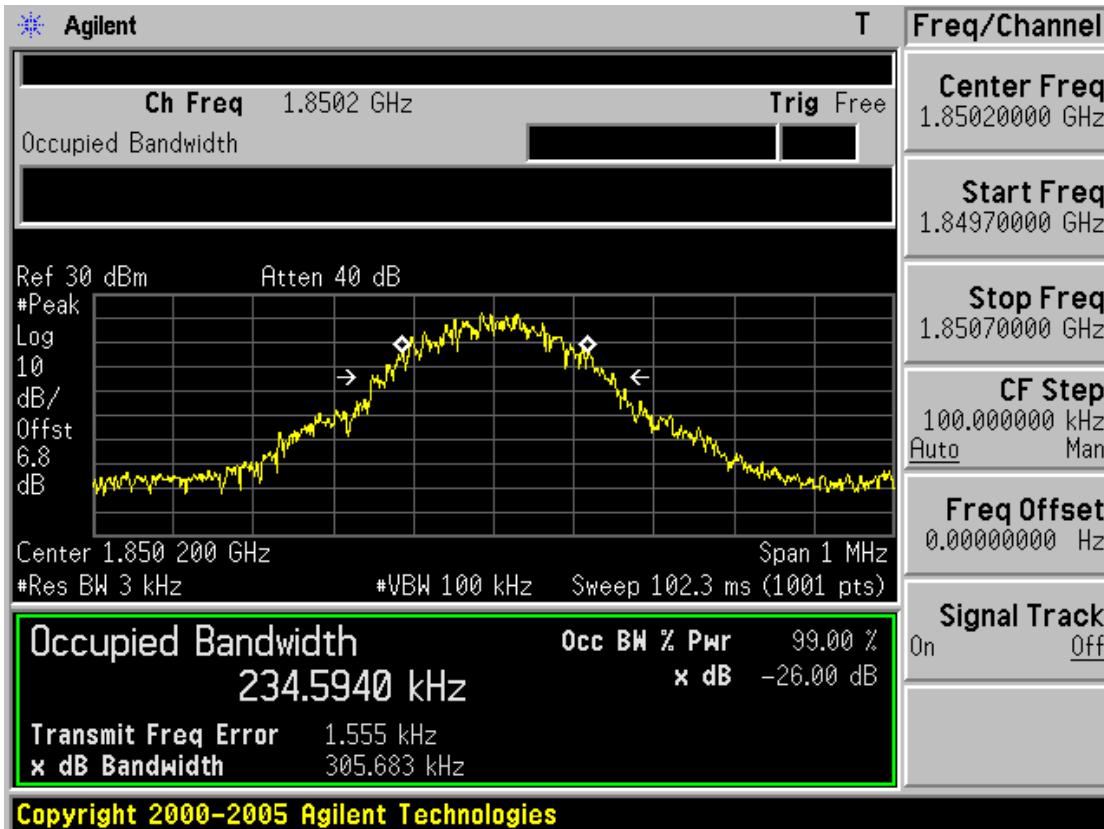 Agilent T
Freq/Channel
Ch Freq 1.8502 GHz Trig Free
Occupied Bandwidth
Center Freq
1.85020000 GHz
Start Freq
1.84970000 GHz
Stop Freq
1.85070000 GHz
CF Step
100.000000 kHz
Auto Man
Freq Offset
0.00000000 Hz
Signal Track
On Off
Ref 30 dBm Atten 40 dB
#Peak
Log
10
dB/
Offst
6.8
dB
Center 1.850 200 GHz Span 1 MHz
#Res BW 3 kHz #VBW 100 kHz Sweep 102.3 ms (1001 pts)
Occupied Bandwidth Occ BW % Pwr 99.00 %
234.5940 kHz x dB -26.00 dB
Transmit Freq Error 1.555 kHz
x dB Bandwidth 305.683 kHz
Copyright 2000-2005 Agilent Technologies